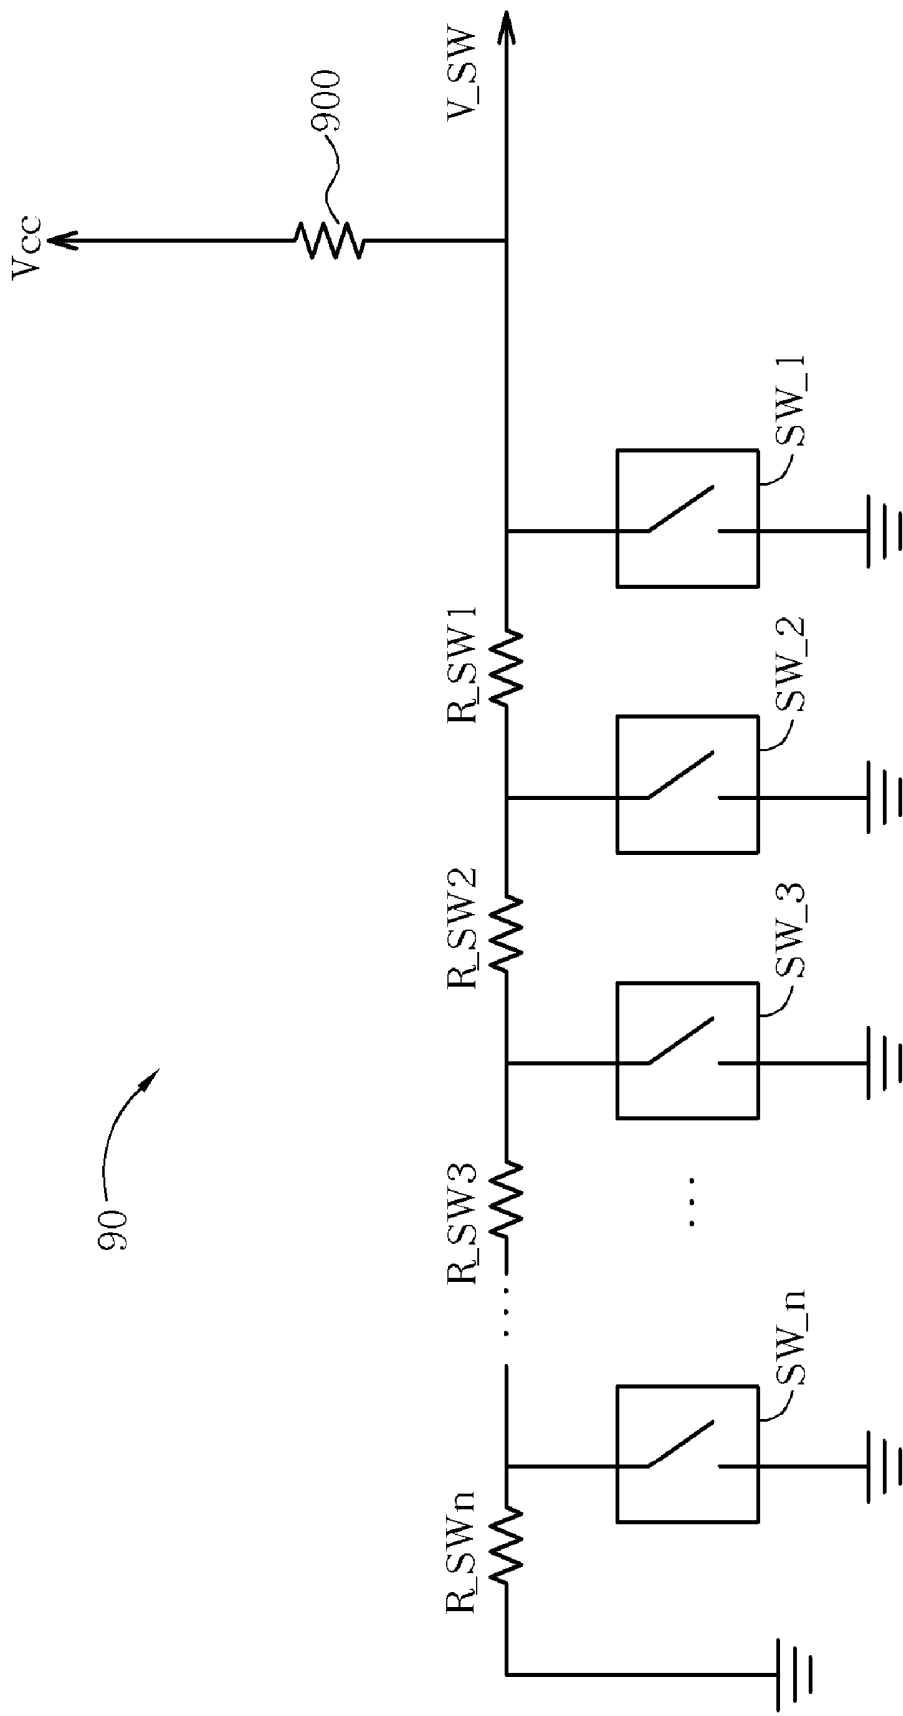 Vcc
900
V_SW
90
R_SWn
R_SW3
R_SW2
R_SW1
SW_n
SW_3
SW_2
SW_1
...
...